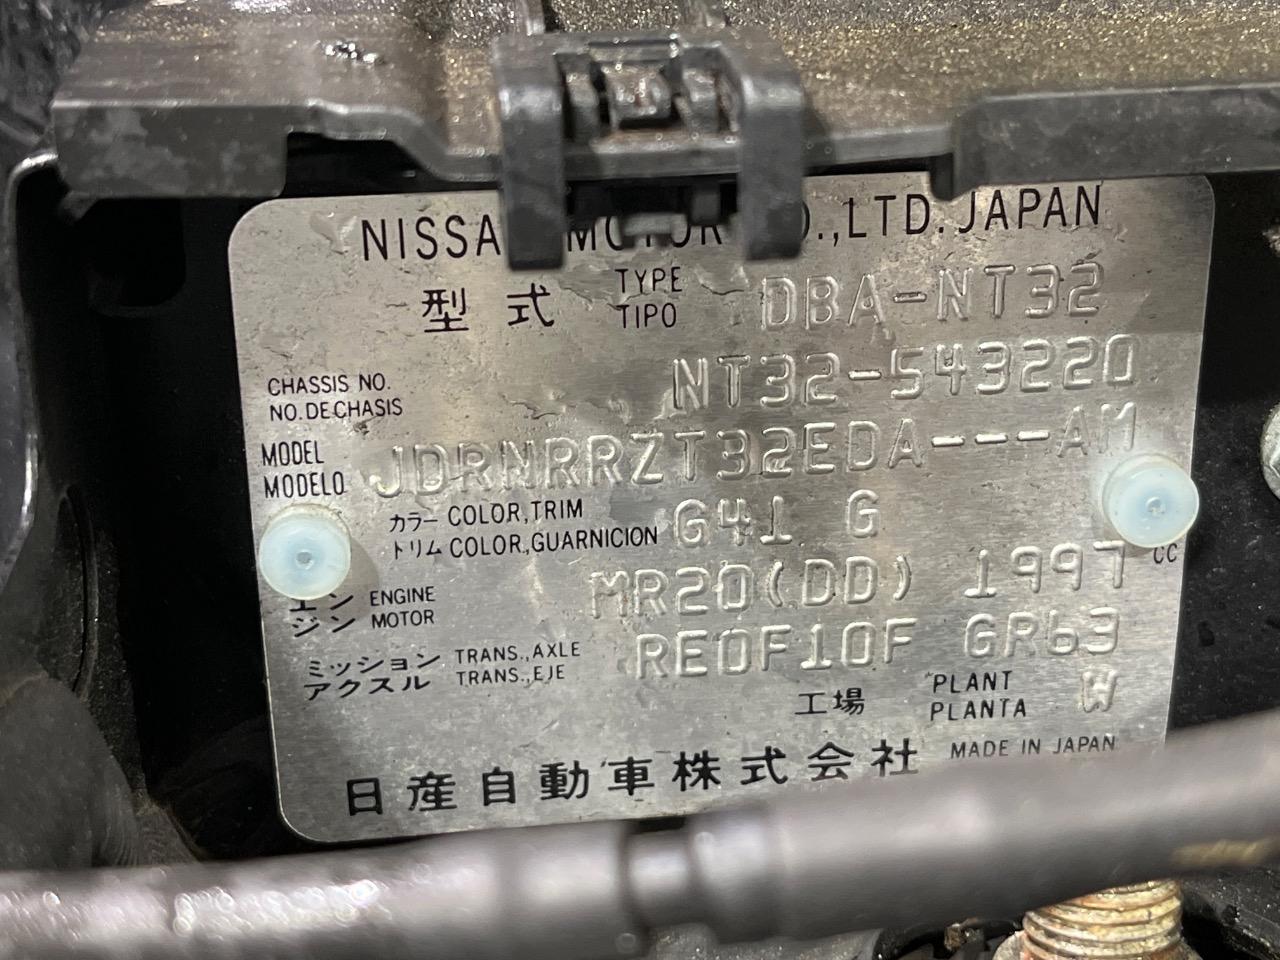 NISSAN MOTOR CO.,LTD. JAPAN
型式 TYPE TIPO DBA-NT32
CHASSIS NO. NO.DE CHASIS NT32-543220
MODEL MODELO JDRNRRZT32EDA---AM
カラー COLOR,TRIM
トリム COLOR,GUARNICION G41 G
エンジン ENGINE MOTOR MR20(DD) 1997 CC
ミッション TRANS.,AXLE
アクスル TRANS.,EJE RE0F10F GR63
工場 PLANT PLANTA W
日産自動車株式会社 MADE IN JAPAN